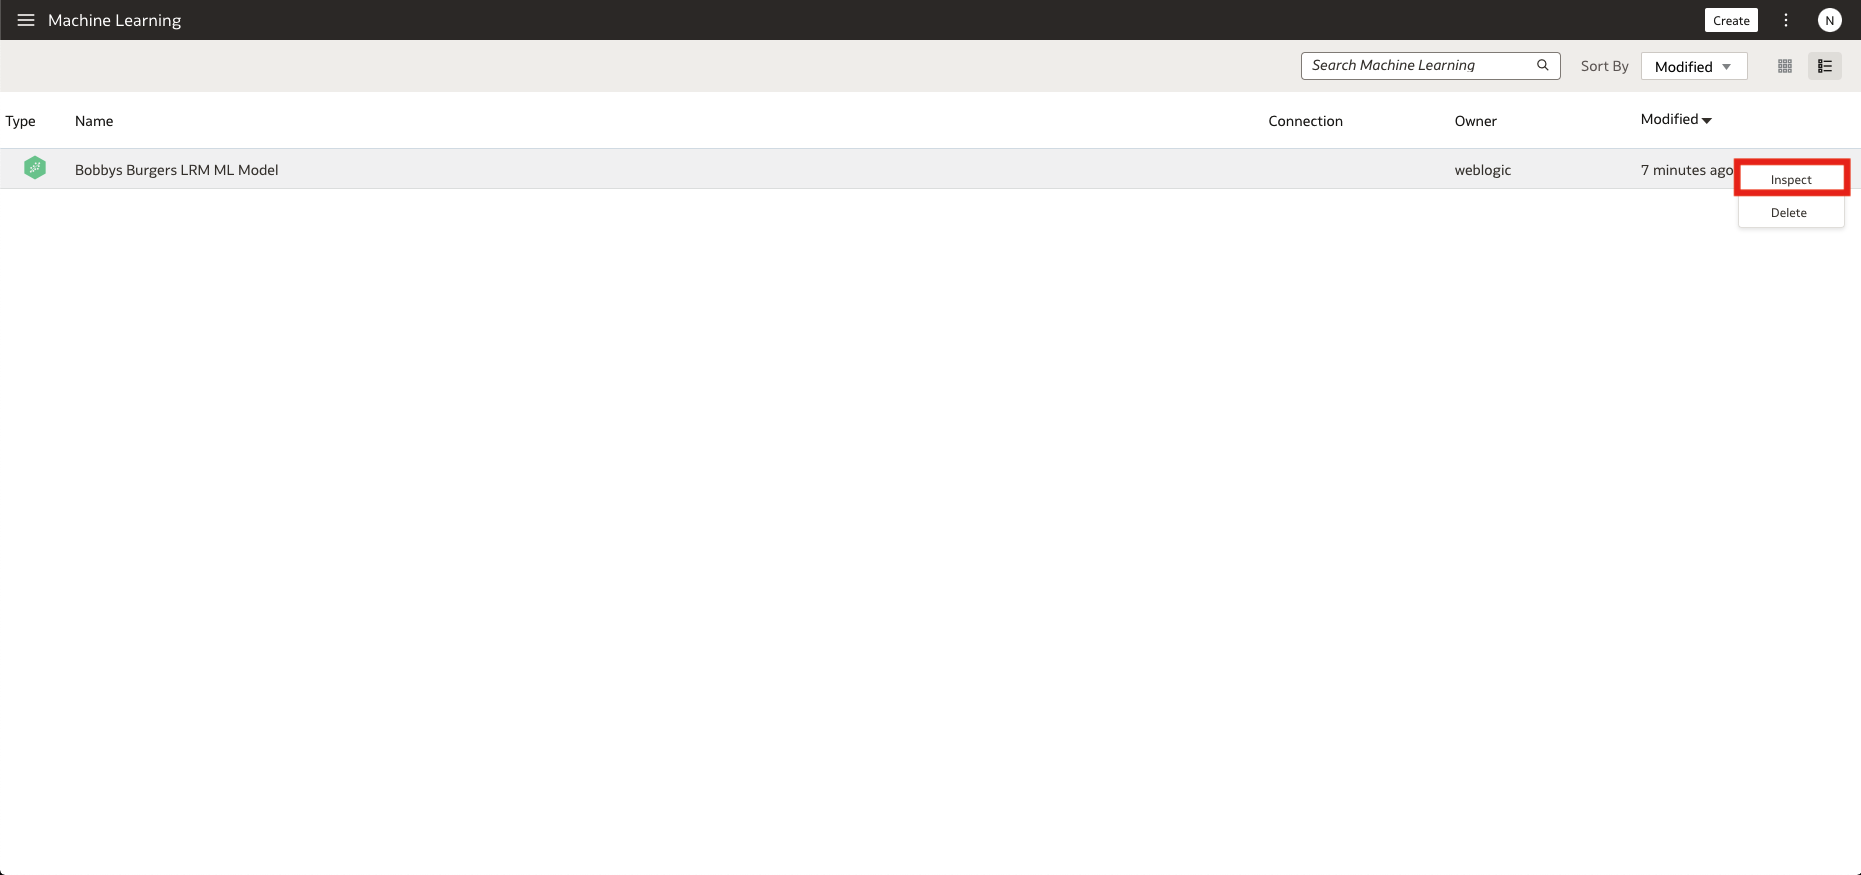 Machine Learning
Create
N
Search Machine Learning
Sort By
Modified
Type
Name
Connection
Owner
Modified
Bobbys Burgers LRM ML Model
weblogic
7 minutes ago
Inspect
Delete